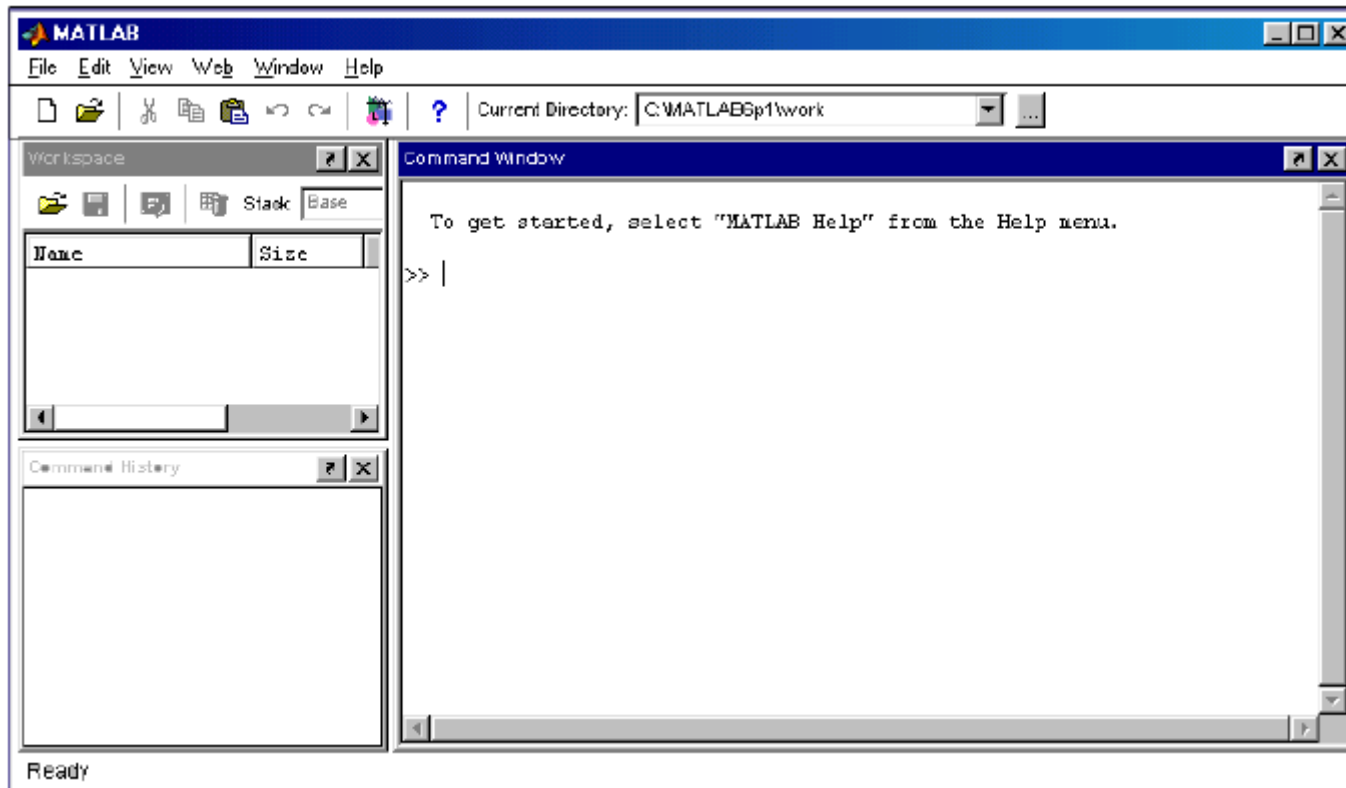 MATLAB
File Edit View Web Window Help
? Current Directory: C:\MATLAB6p1\work ...
Workspace
Stack: Base
Name Size
Command History
Command Window
To get started, select "MATLAB Help" from the Help menu.
>>
Ready